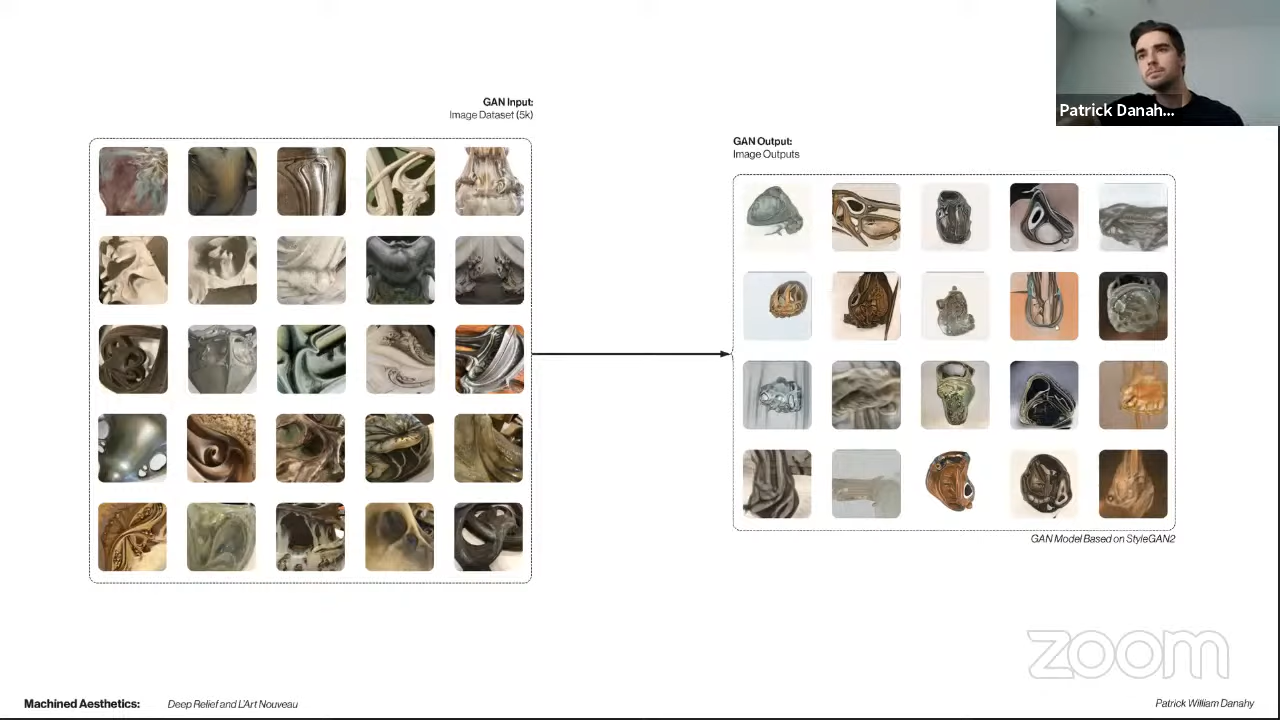 Patrick Danah...
GAN Input:
Image Dataset (5k)
GAN Output:
Image Outputs
GAN Model Based on StyleGAN2
zoom
Machined Aesthetics: Deep Relief and L'Art Nouveau
Patrick William Danahy